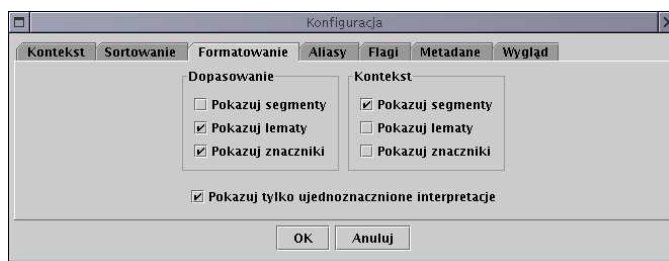 Konfiguracja
Kontekst Sortowanie Formatowanie Aliasy Flagi Metadane Wygląd
Dopasowanie Kontekst
Pokazuj segmenty Pokazuj segmenty
Pokazuj lematy Pokazuj lematy
Pokazuj znaczniki Pokazuj znaczniki
Pokazuj tylko ujednoznacznione interpretacje
OK Anuluj